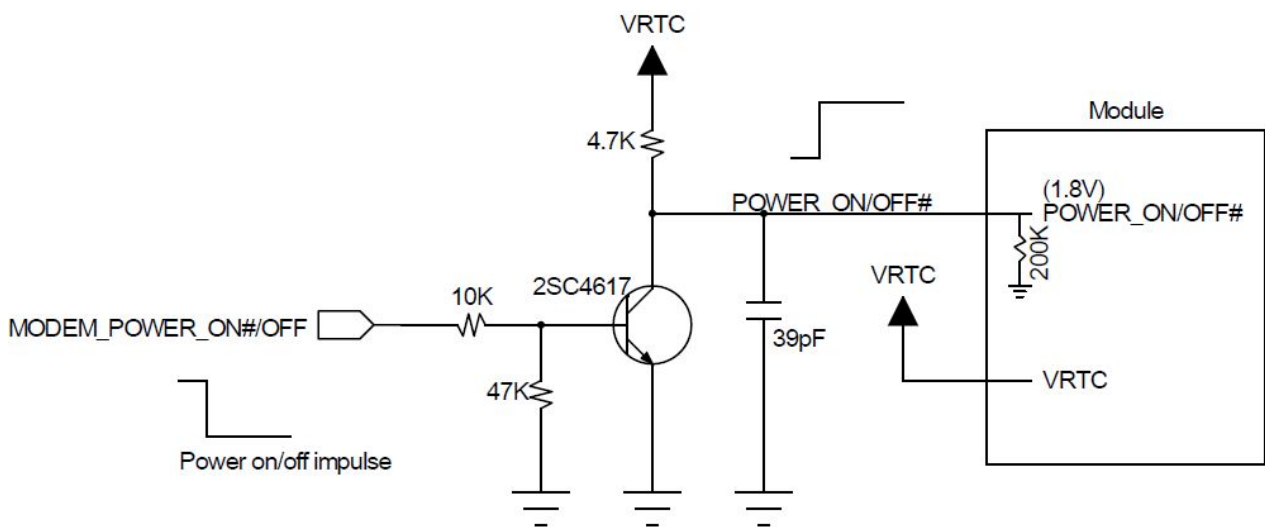 VRTC
4.7K
Module
POWER_ON/OFF#
(1.8V)
POWER_ON/OFF#
200K
VRTC
2SC4617
10K
MODEM_POWER_ON#/OFF
39pF
VRTC
47K
Power on/off impulse